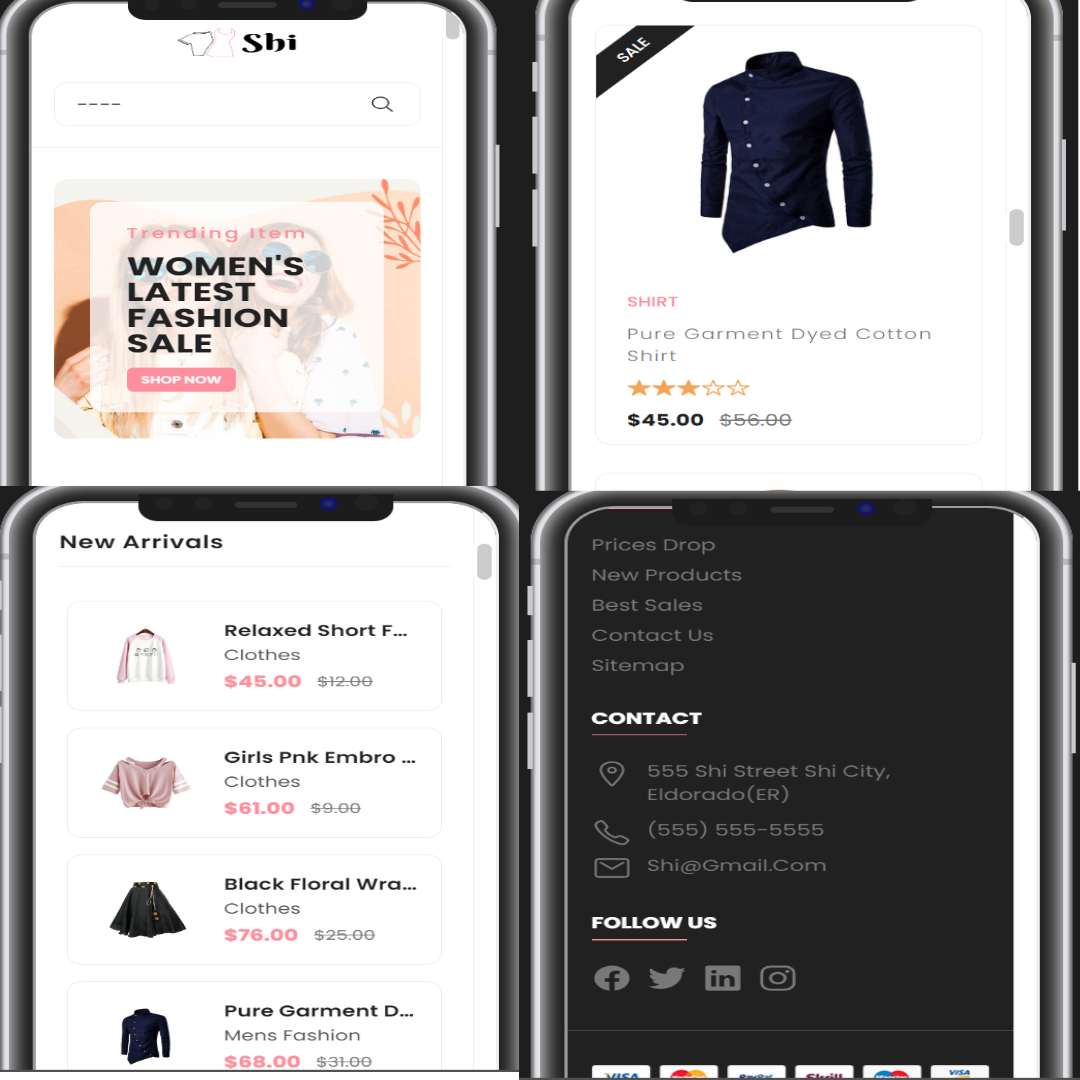 Shi
----
Trending Item
WOMEN'S
LATEST
FASHION
SALE
SHOP NOW
SALE
SHIRT
Pure Garment Dyed Cotton
Shirt
$45.00 $56.00
New Arrivals
Relaxed Short F...
Clothes
$45.00 $12.00
Girls Pnk Embro ...
Clothes
$61.00 $9.00
Black Floral Wra...
Clothes
$76.00 $25.00
Pure Garment D...
Mens Fashion
$68.00 $31.00
Prices Drop
New Products
Best Sales
Contact Us
Sitemap
CONTACT
555 Shi Street Shi City,
Eldorado(ER)
(555) 555-5555
Shi@Gmail.Com
FOLLOW US
VISA PayPal Skrill VISA